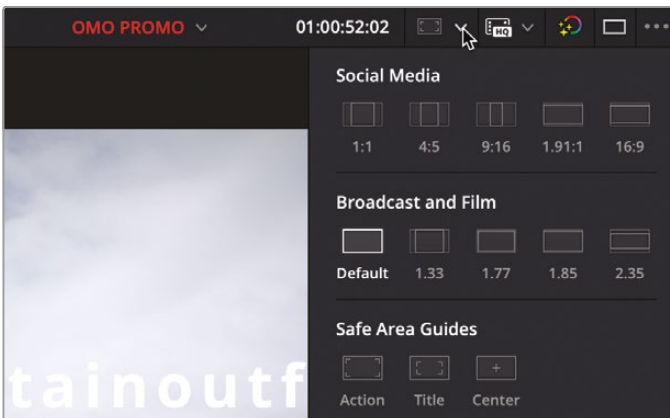 OMO PROMO 01:00:52:02 HQ
Social Media
1:1 4:5 9:16 1.91:1 16:9
Broadcast and Film
Default 1.33 1.77 1.85 2.35
Safe Area Guides
Action Title Center
tainoutf